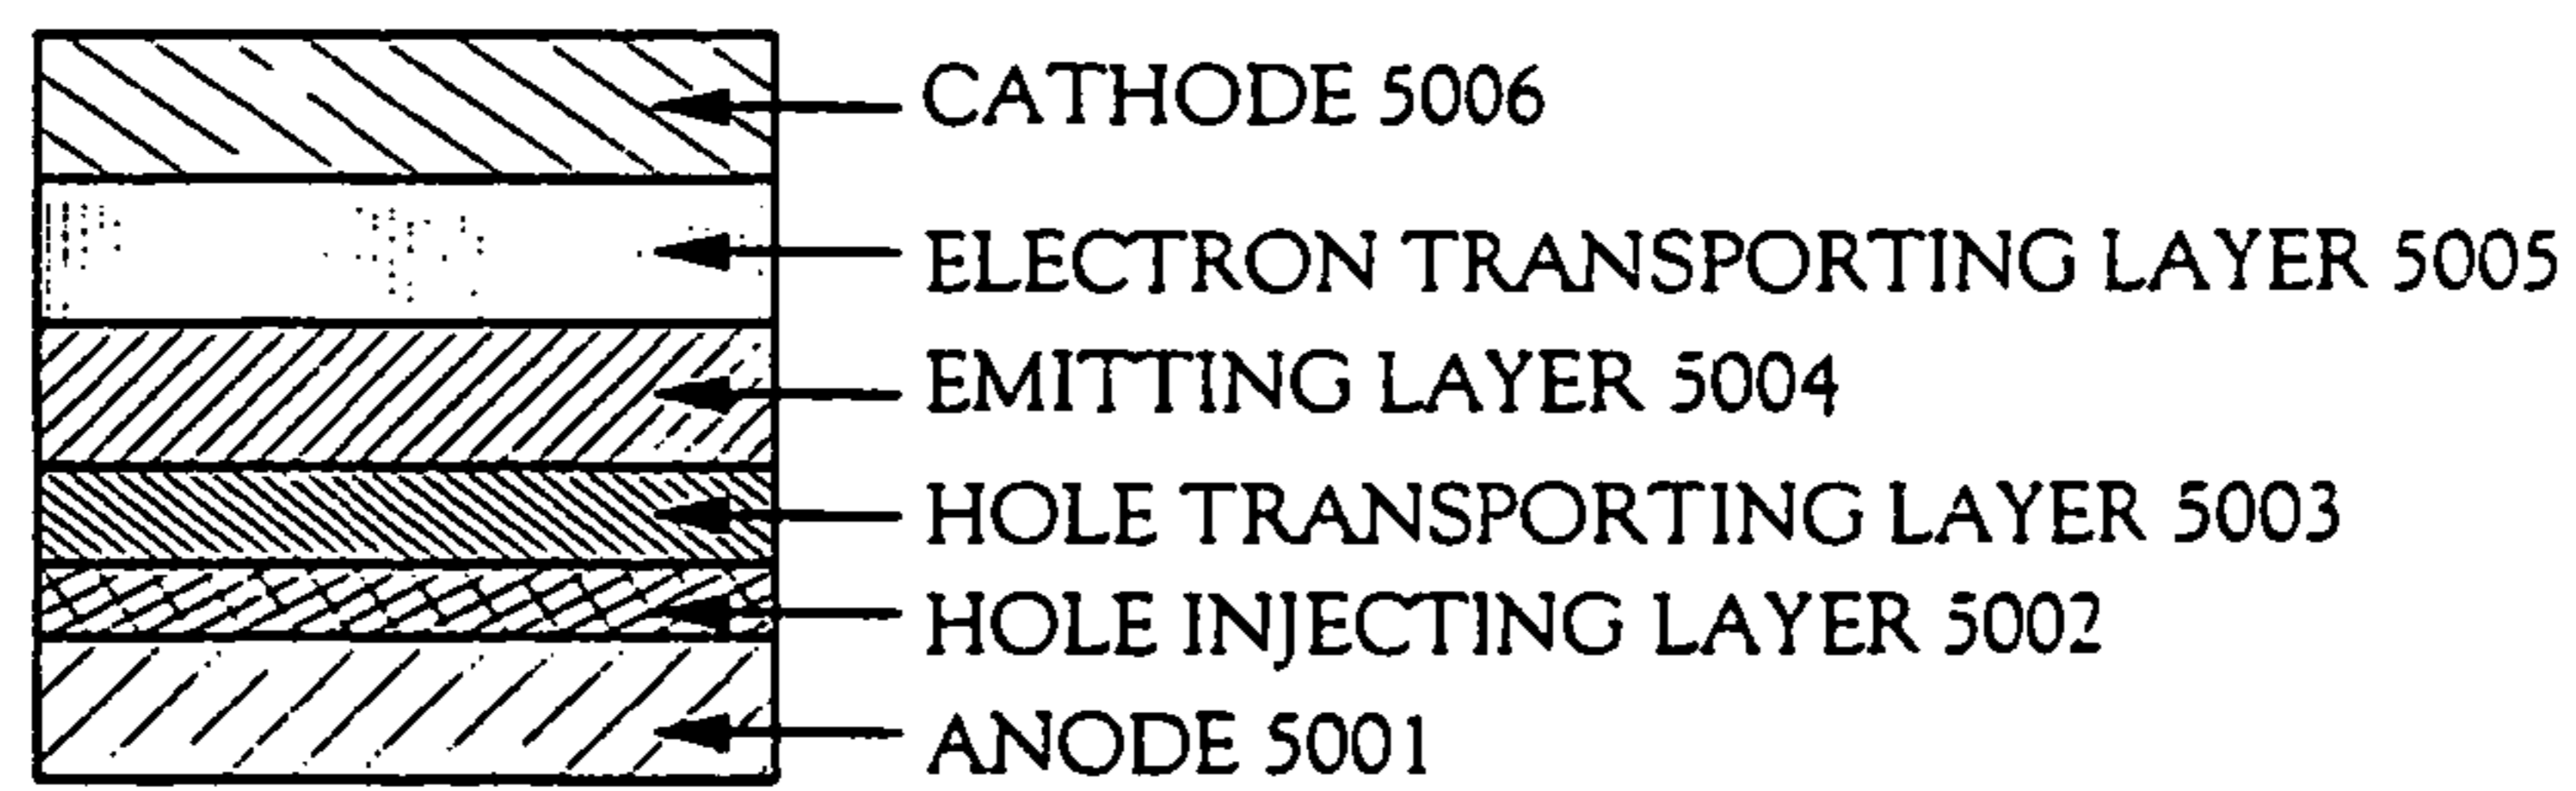 CATHODE 5006
ELECTRON TRANSPORTING LAYER 5005
EMITTING LAYER 5004
HOLE TRANSPORTING LAYER 5003
HOLE INJECTING LAYER 5002
ANODE 5001